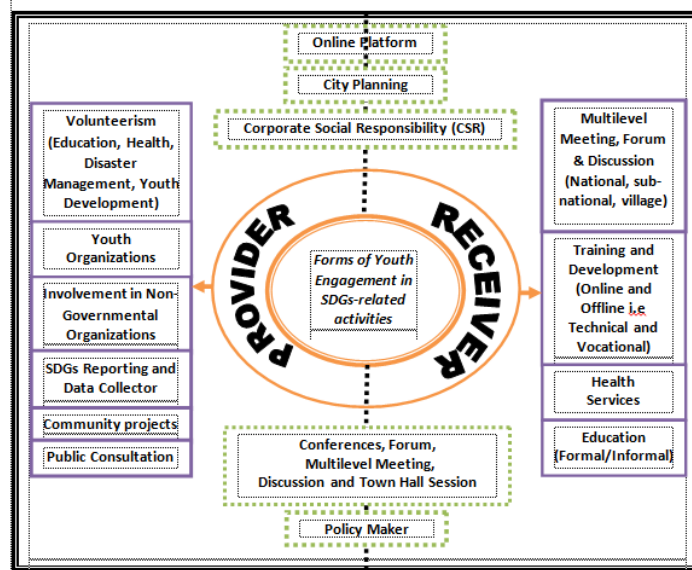 Online Platform
City Planning
Corporate Social Responsibility (CSR)
Volunteerism
(Education, Health,
Disaster
Management, Youth
Development)
Youth
Organizations
Involvement in Non-
Governmental
Organizations
SDGs Reporting and
Data Collector
Community projects
Public Consultation
PROVIDER
Forms of Youth
Engagement in
SDGs-related
activities
RECEIVER
Multilevel
Meeting, Forum
& Discussion
(National, sub-
national, village)
Training and
Development
(Online and
Offline i,e
Technical and
Vocational)
Health
Services
Education
(Formal/Informal)
Conferences, Forum,
Multilevel Meeting,
Discussion and Town Hall Session
Policy Maker